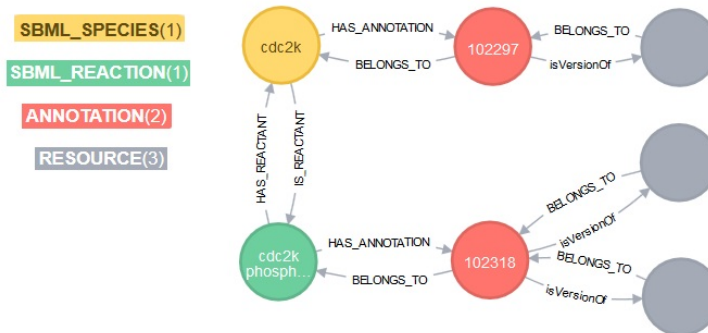 SBML_SPECIES(1)
SBML_REACTION(1)
ANNOTATION(2)
RESOURCE(3)
cdc2k
HAS_ANNOTATION
BELONGS_TO
102297
BELONGS_TO
isVersionOf
HAS_REACTANT
IS_REACTANT
cdc2k
phosph...
HAS_ANNOTATION
BELONGS_TO
102318
BELONGS_TO
isVersionOf
BELONGS_TO
isVersionOf